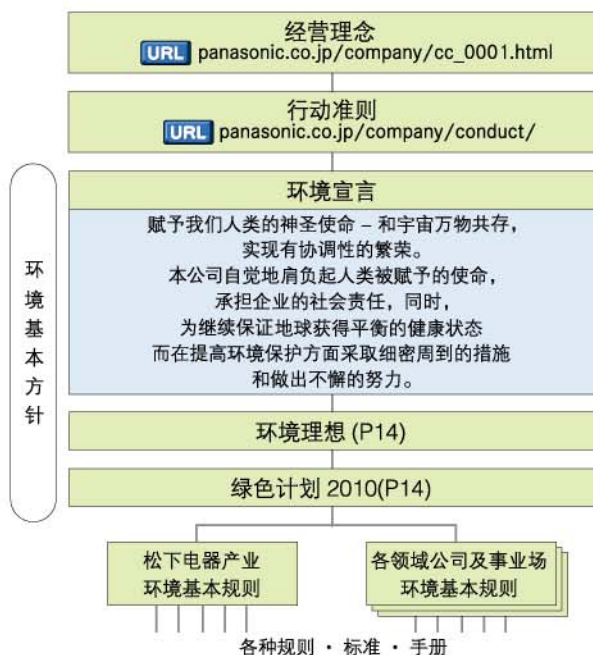 经营理念
URL panasonic.co.jp/company/cc_0001.html
行动准则
URL panasonic.co.jp/company/conduct/
环境基本方针
环境宣言
赋予我们人类的神圣使命 – 和宇宙万物共存，
实现有协调性的繁荣。
本公司自觉地肩负起人类被赋予的使命，
承担企业的社会责任，同时，
为继续保证地球获得平衡的健康状态
而在提高环境保护方面采取细密周到的措施
和做出不懈的努力。
环境理想 (P14)
绿色计划 2010(P14)
松下电器产业
环境基本规则
各领域公司及事业场
环境基本规则
各种规则・标准・手册